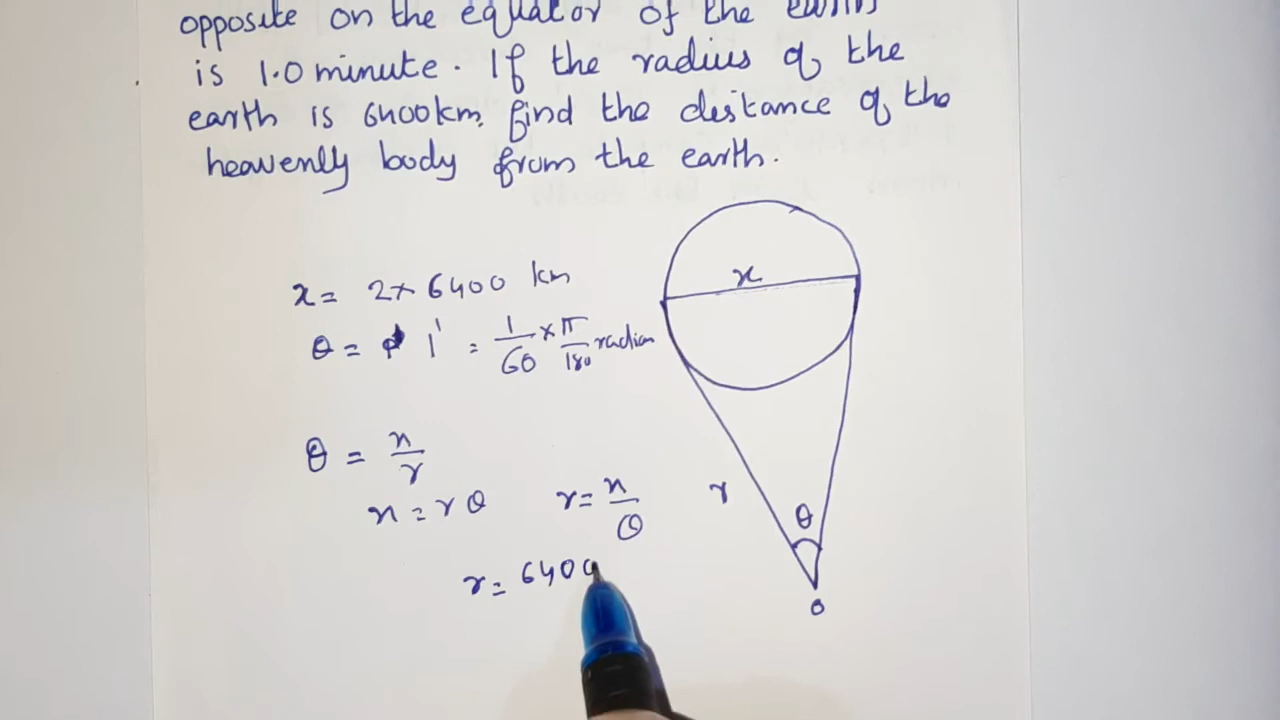 opposite on the equator of the earth
is 1.0 minute. If the radius of the
earth is 6400km, find the distance of the
heavenly body from the earth.
x
x = 2 × 6400 km
θ = 1' = 1/60 × π/180 radian
θ = x/r
x = rθ r = x/θ
r
θ
r = 6400
O